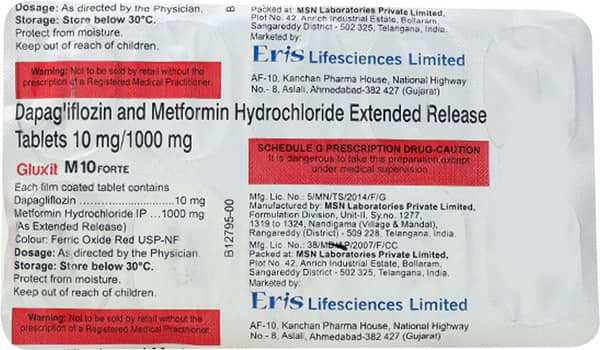 Dosage: As directed by the Physician.
Storage: Store below 30°C.
Protect from moisture.
Keep out of reach of children.
Warning: Not to be sold by retail without the
prescription of a Registered Medical Practitioner.
Packed at: MSN Laboratories Private Limited,
Plot No. 42, Anrich Industrial Estate, Bollaram,
Sangareddy District - 502 325, Telangana, India.
Marketed by:
Eris Lifesciences Limited
AF-10, Kanchan Pharma House, National Highway
No.- 8, Aslali, Ahmedabad-382 427 (Gujarat)
Dapagliflozin and Metformin Hydrochloride Extended Release
Tablets 10 mg/1000 mg
Gluxit M10 FORTE
Each film coated tablet contains
Dapagliflozin ................... 10 mg
Metformin Hydrochloride IP ...1000 mg
(As Extended Release)
Colour: Ferric Oxide Red USP-NF
Dosage: As directed by the Physician.
Storage: Store below 30°C.
Protect from moisture.
Keep out of reach of children.
Warning: Not to be sold by retail without the
prescription of a Registered Medical Practitioner.
B12795-00
SCHEDULE G PRESCRIPTION DRUG-CAUTION
It is dangerous to take this preparation except
under medical supervision
Mfg. Lic. No.: 5/MN/TS/2014/F/G
Manufactured by: MSN Laboratories Private Limited,
Formulation Division, Unit-II, Sy.no. 1277,
1319 to 1324, Nandigama (Village & Mandal),
Rangareddy (District) - 509 228, Telangana, India.
Mfg. Lic. No.: 38/MD/AP/2007/F/CC
Packed at: MSN Laboratories Private Limited,
Plot No. 42, Anrich Industrial Estate, Bollaram,
Sangareddy District - 502 325, Telangana, India.
Marketed by:
Eris Lifesciences Limited
AF-10, Kanchan Pharma House, National Highway
No.- 8, Aslali, Ahmedabad-382 427 (Gujarat)